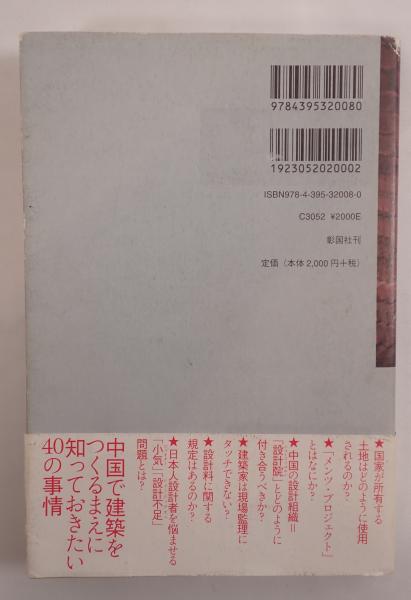 9784395320080
1923052020002
ISBN978-4-395-32008-0
C3052 ¥2000E
彰国社刊
定価（本体2,000円＋税）
★国家が所有する
土地はどのように使用
されるのか？
★「メンツ・プロジェクト」
とはなにか？
★中国の設計組織＝
「設計院」とどのように
付き合うべきか？
★建築家は現場監理に
タッチできない？
★設計料に関する
規定はあるのか？
★日本人設計者を悩ませる
「小気」「設計不足」
問題とは？
中国で建築を
つくるまえに
知っておきたい
40の事情